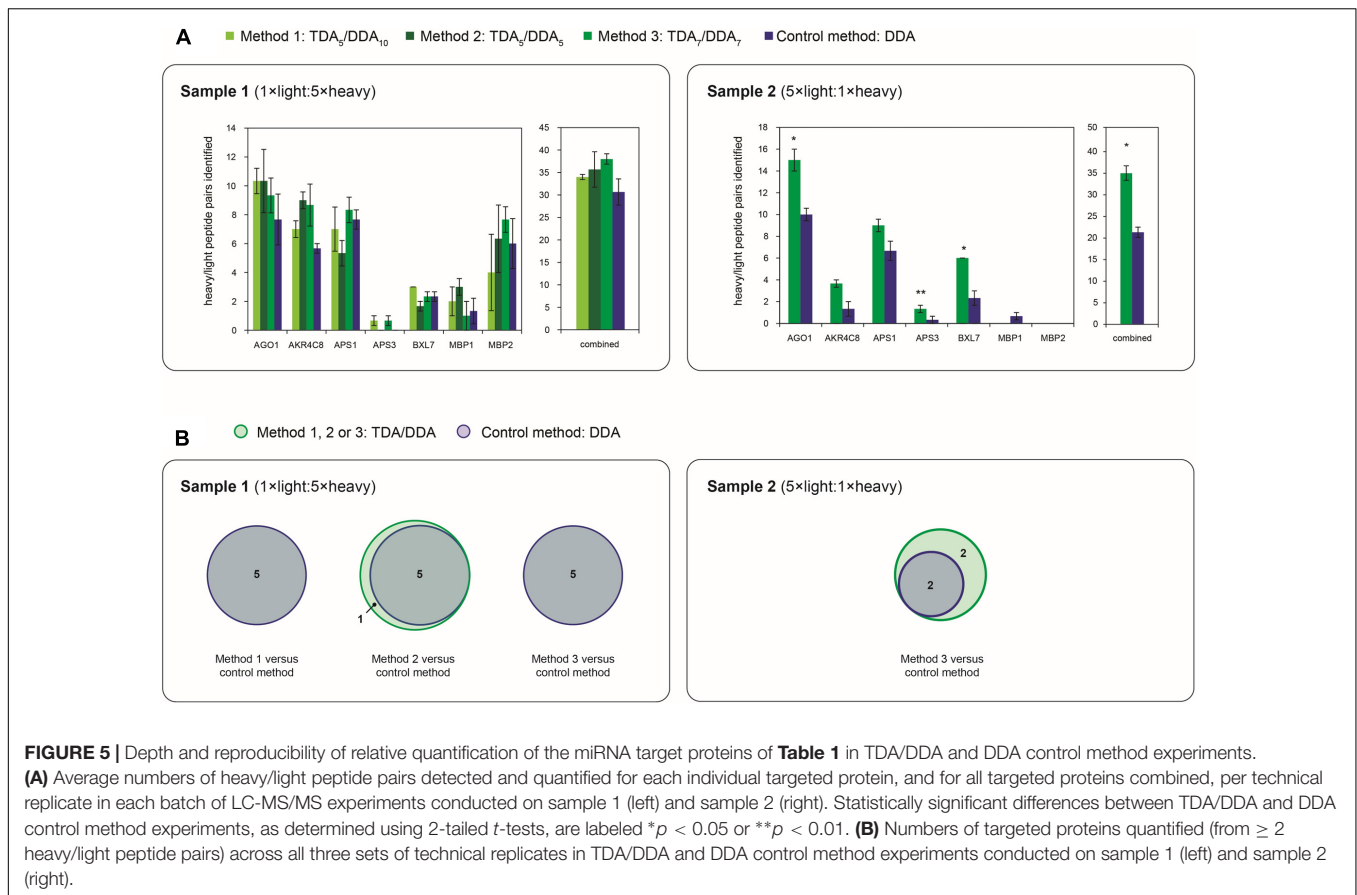 A
Method 1: TDA₅/DDA₁₀ Method 2: TDA₅/DDA₅ Method 3: TDA₇/DDA₇ Control method: DDA
Sample 1 (1×light:5×heavy)
heavy/light peptide pairs identified
14
12
10
8
6
4
2
0
AGO1 AKR4C8 APS1 APS3 BXL7 MBP1 MBP2
45
40
35
30
25
20
15
10
5
0
combined
Sample 2 (5×light:1×heavy)
heavy/light peptide pairs identified
18
16
14
12
10
8
6
4
2
0
*
**
*
AGO1 AKR4C8 APS1 APS3 BXL7 MBP1 MBP2
50
40
35
30
25
20
15
10
5
0
*
combined
B
Method 1, 2 or 3: TDA/DDA Control method: DDA
Sample 1 (1×light:5×heavy)
5
Method 1 versus
control method
5
1
Method 2 versus
control method
5
Method 3 versus
control method
Sample 2 (5×light:1×heavy)
2
2
Method 3 versus
control method
FIGURE 5 | Depth and reproducibility of relative quantification of the miRNA target proteins of Table 1 in TDA/DDA and DDA control method experiments.
(A) Average numbers of heavy/light peptide pairs detected and quantified for each individual targeted protein, and for all targeted proteins combined, per technical
replicate in each batch of LC-MS/MS experiments conducted on sample 1 (left) and sample 2 (right). Statistically significant differences between TDA/DDA and DDA
control method experiments, as determined using 2-tailed t-tests, are labeled *p < 0.05 or **p < 0.01. (B) Numbers of targeted proteins quantified (from ≥ 2
heavy/light peptide pairs) across all three sets of technical replicates in TDA/DDA and DDA control method experiments conducted on sample 1 (left) and sample 2
(right).